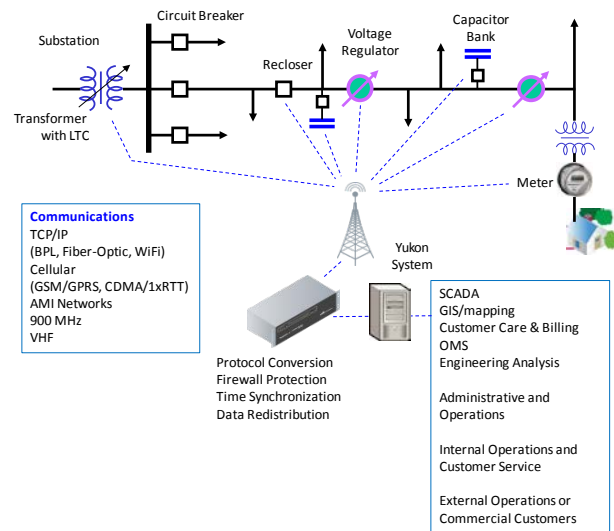 Circuit Breaker
Substation
Transformer
with LTC
Recloser
Voltage
Regulator
Capacitor
Bank
Meter
Communications
TCP/IP
(BPL, Fiber-Optic, WiFi)
Cellular
(GSM/GPRS, CDMA/1xRTT)
AMI Networks
900 MHz
VHF
Yukon
System
Protocol Conversion
Firewall Protection
Time Synchronization
Data Redistribution
SCADA
GIS/mapping
Customer Care & Billing
OMS
Engineering Analysis
Administrative and
Operations
Internal Operations and
Customer Service
External Operations or
Commercial Customers